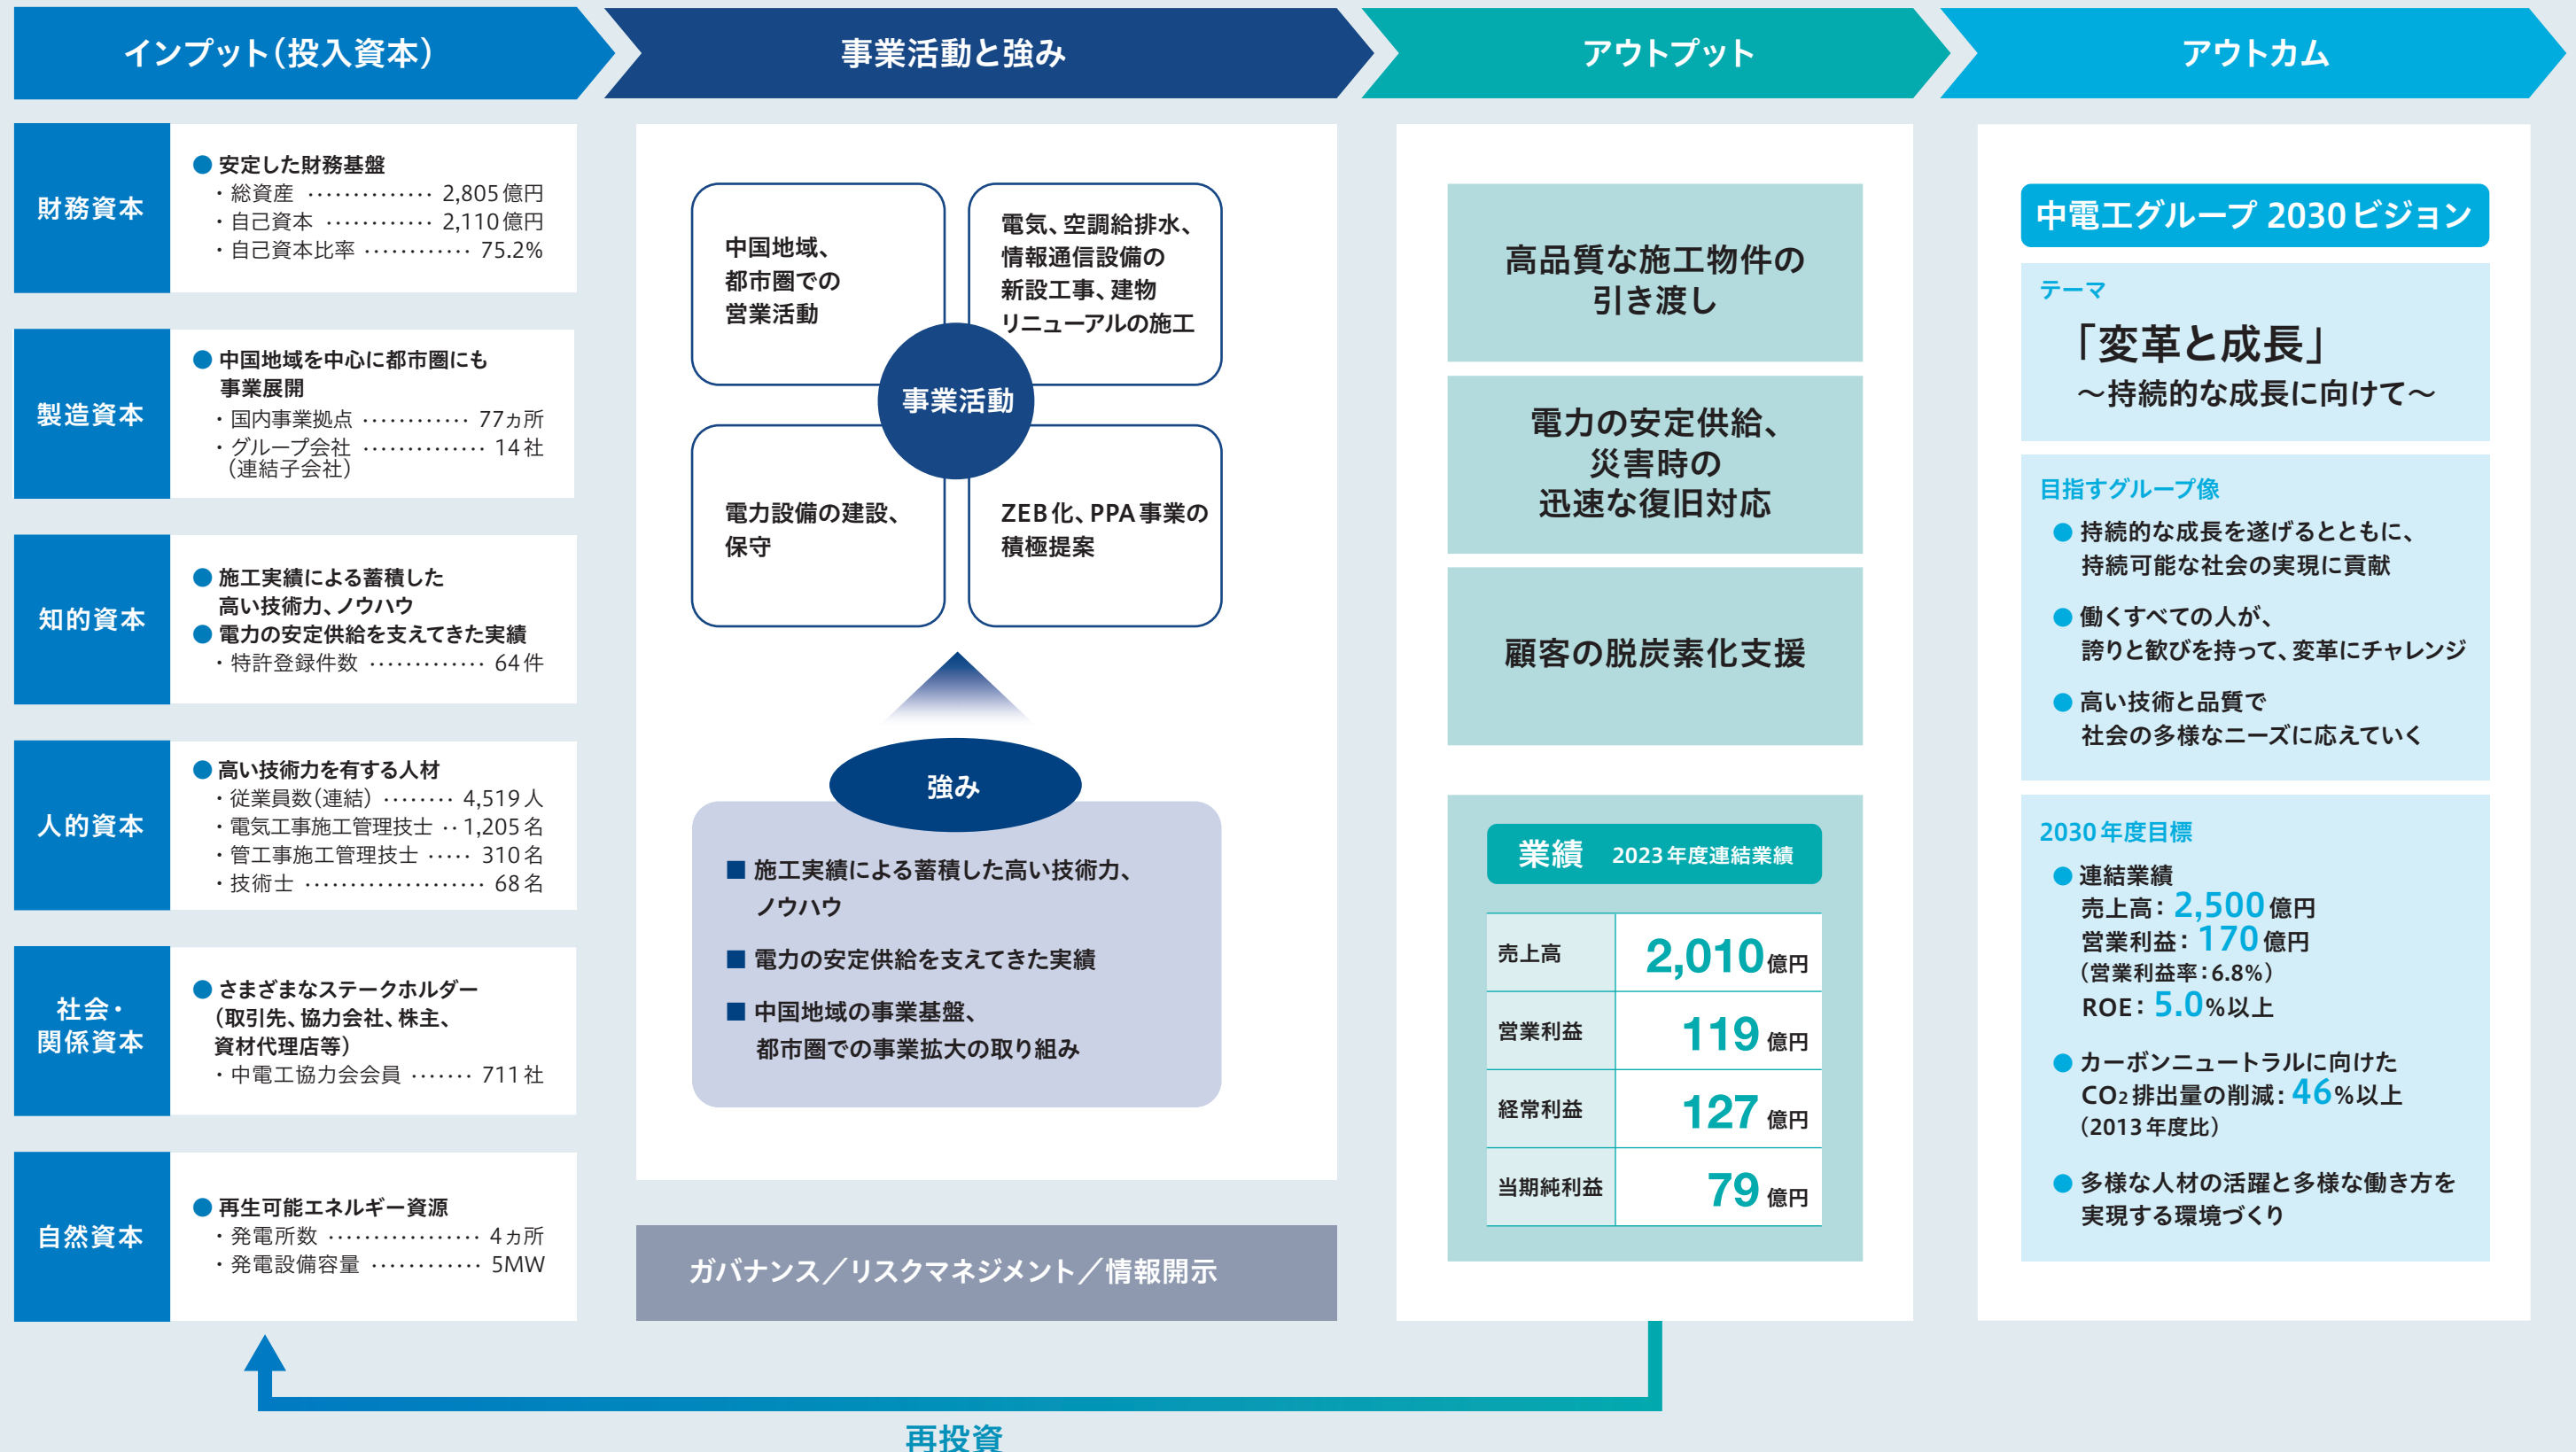 インプット（投入資本）
財務資本
● 安定した財務基盤
・総資産 ‥‥‥‥‥‥‥ 2,805億円
・自己資本 ‥‥‥‥‥‥ 2,110億円
・自己資本比率 ‥‥‥‥‥‥ 75.2%
製造資本
● 中国地域を中心に都市圏にも
事業展開
・国内事業拠点 ‥‥‥‥‥‥ 77ヵ所
・グループ会社 ‥‥‥‥‥‥‥ 14社
（連結子会社）
知的資本
● 施工実績による蓄積した
高い技術力、ノウハウ
● 電力の安定供給を支えてきた実績
・特許登録件数 ‥‥‥‥‥‥‥ 64件
人的資本
● 高い技術力を有する人材
・従業員数（連結） ‥‥‥‥ 4,519人
・電気工事施工管理技士 ‥ 1,205名
・管工事施工管理技士 ‥‥‥ 310名
・技術士 ‥‥‥‥‥‥‥‥‥‥ 68名
社会・
関係資本
● さまざまなステークホルダー
（取引先、協力会社、株主、
資材代理店等）
・中電工協力会会員 ‥‥‥‥ 711社
自然資本
● 再生可能エネルギー資源
・発電所数 ‥‥‥‥‥‥‥‥‥ 4ヵ所
・発電設備容量 ‥‥‥‥‥‥ 5MW
事業活動と強み
中国地域、
都市圏での
営業活動
電気、空調給排水、
情報通信設備の
新設工事、建物
リニューアルの施工
事業活動
電力設備の建設、
保守
ZEB化、PPA事業の
積極提案
強み
■ 施工実績による蓄積した高い技術力、
ノウハウ
■ 電力の安定供給を支えてきた実績
■ 中国地域の事業基盤、
都市圏での事業拡大の取り組み
ガバナンス／リスクマネジメント／情報開示
アウトプット
高品質な施工物件の
引き渡し
電力の安定供給、
災害時の
迅速な復旧対応
顧客の脱炭素化支援
業績 2023年度連結業績
売上高 2,010億円
営業利益 119億円
経常利益 127億円
当期純利益 79億円
アウトカム
中電工グループ 2030ビジョン
テーマ
「変革と成長」
～持続的な成長に向けて～
目指すグループ像
● 持続的な成長を遂げるとともに、
持続可能な社会の実現に貢献
● 働くすべての人が、
誇りと歓びを持って、変革にチャレンジ
● 高い技術と品質で
社会の多様なニーズに応えていく
2030年度目標
● 連結業績
売上高：2,500億円
営業利益：170億円
（営業利益率：6.8%）
ROE：5.0%以上
● カーボンニュートラルに向けた
CO₂排出量の削減：46%以上
（2013年度比）
● 多様な人材の活躍と多様な働き方を
実現する環境づくり
再投資